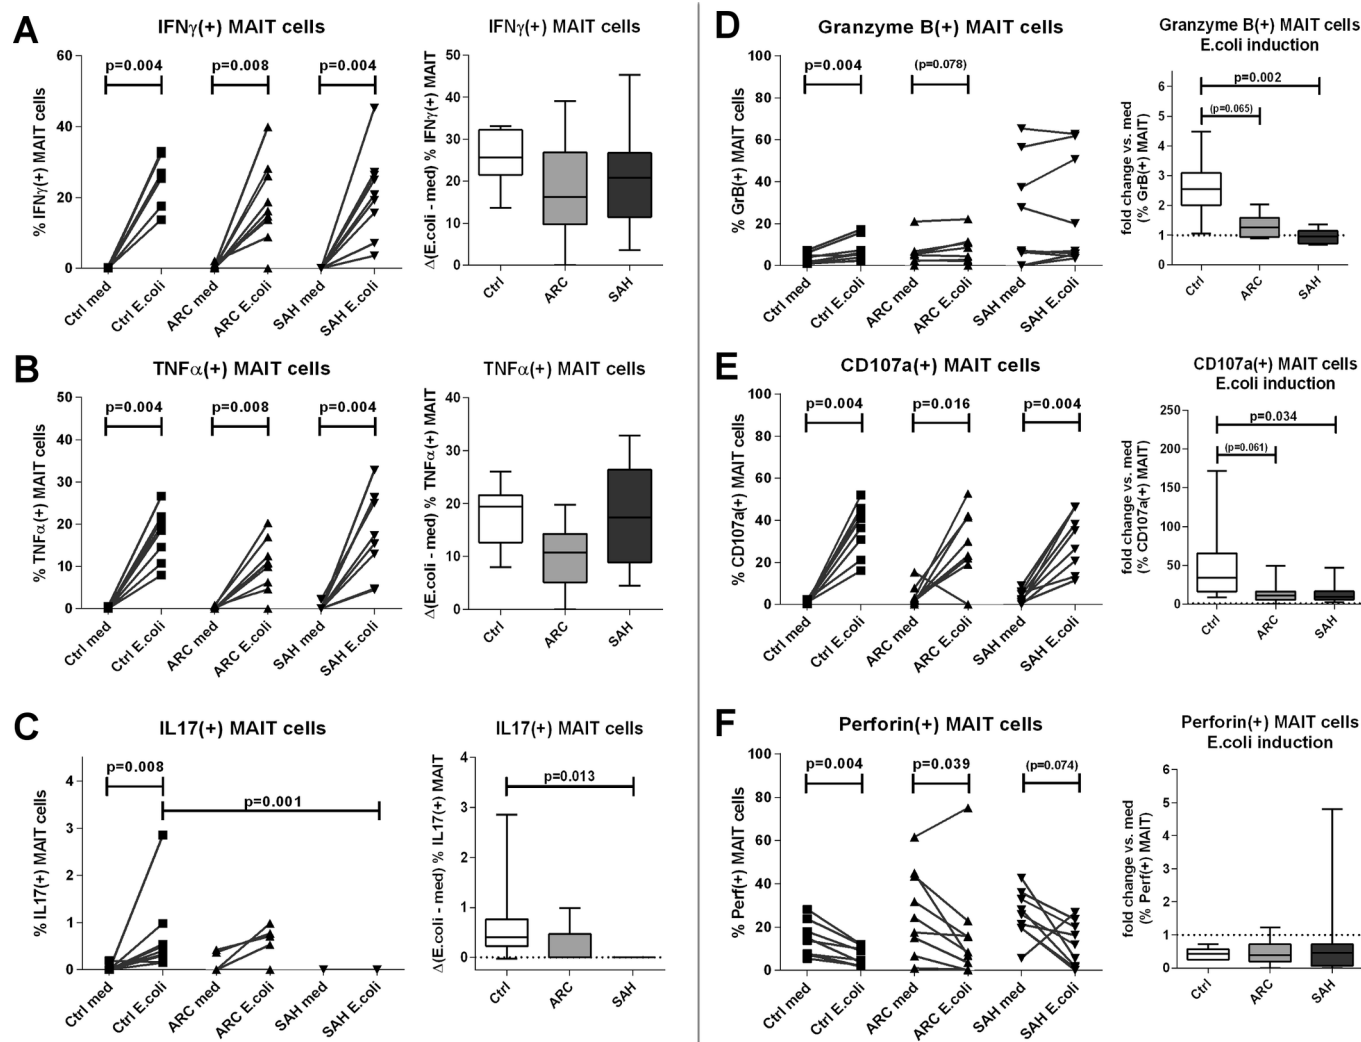 A
IFNγ(+) MAIT cells
% IFNγ(+) MAIT cells
60
40
20
0
p=0.004
p=0.008
p=0.004
Ctrl med
Ctrl E.coli
ARC med
ARC E.coli
SAH med
SAH E.coli
IFNγ(+) MAIT cells
Δ(E.coli - med) % IFNγ(+) MAIT
50
40
30
20
10
0
Ctrl
ARC
SAH
B
TNFα(+) MAIT cells
% TNFα(+) MAIT cells
50
40
30
20
10
0
p=0.004
p=0.008
p=0.004
Ctrl med
Ctrl E.coli
ARC med
ARC E.coli
SAH med
SAH E.coli
TNFα(+) MAIT cells
Δ(E.coli - med) % TNFα(+) MAIT
40
30
20
10
0
Ctrl
ARC
SAH
C
IL17(+) MAIT cells
% IL17(+) MAIT cells
4
3
2
1
0
p=0.008
p=0.001
Ctrl med
Ctrl E.coli
ARC med
ARC E.coli
SAH med
SAH E.coli
IL17(+) MAIT cells
Δ(E.coli - med) % IL17(+) MAIT
4
3
2
1
0
p=0.013
Ctrl
ARC
SAH
D
Granzyme B(+) MAIT cells
% GrB(+) MAIT cells
100
80
60
40
20
0
p=0.004
(p=0.078)
Ctrl med
Ctrl E.coli
ARC med
ARC E.coli
SAH med
SAH E.coli
Granzyme B(+) MAIT cells
E.coli induction
fold change vs. med
(% GrB(+) MAIT)
6
5
4
3
2
1
0
p=0.002
(p=0.065)
Ctrl
ARC
SAH
E
CD107a(+) MAIT cells
% CD107a(+) MAIT cells
100
80
60
40
20
0
p=0.004
p=0.016
p=0.004
Ctrl med
Ctrl E.coli
ARC med
ARC E.coli
SAH med
SAH E.coli
CD107a(+) MAIT cells
E.coli induction
fold change vs. med
(% CD107a(+) MAIT)
250
200
150
100
50
0
p=0.034
(p=0.061)
Ctrl
ARC
SAH
F
Perforin(+) MAIT cells
% Perf(+) MAIT cells
100
80
60
40
20
0
p=0.004
p=0.039
(p=0.074)
Ctrl med
Ctrl E.coli
ARC med
ARC E.coli
SAH med
SAH E.coli
Perforin(+) MAIT cells
E.coli induction
fold change vs. med
(% Perf(+) MAIT)
6
5
4
3
2
1
0
Ctrl
ARC
SAH